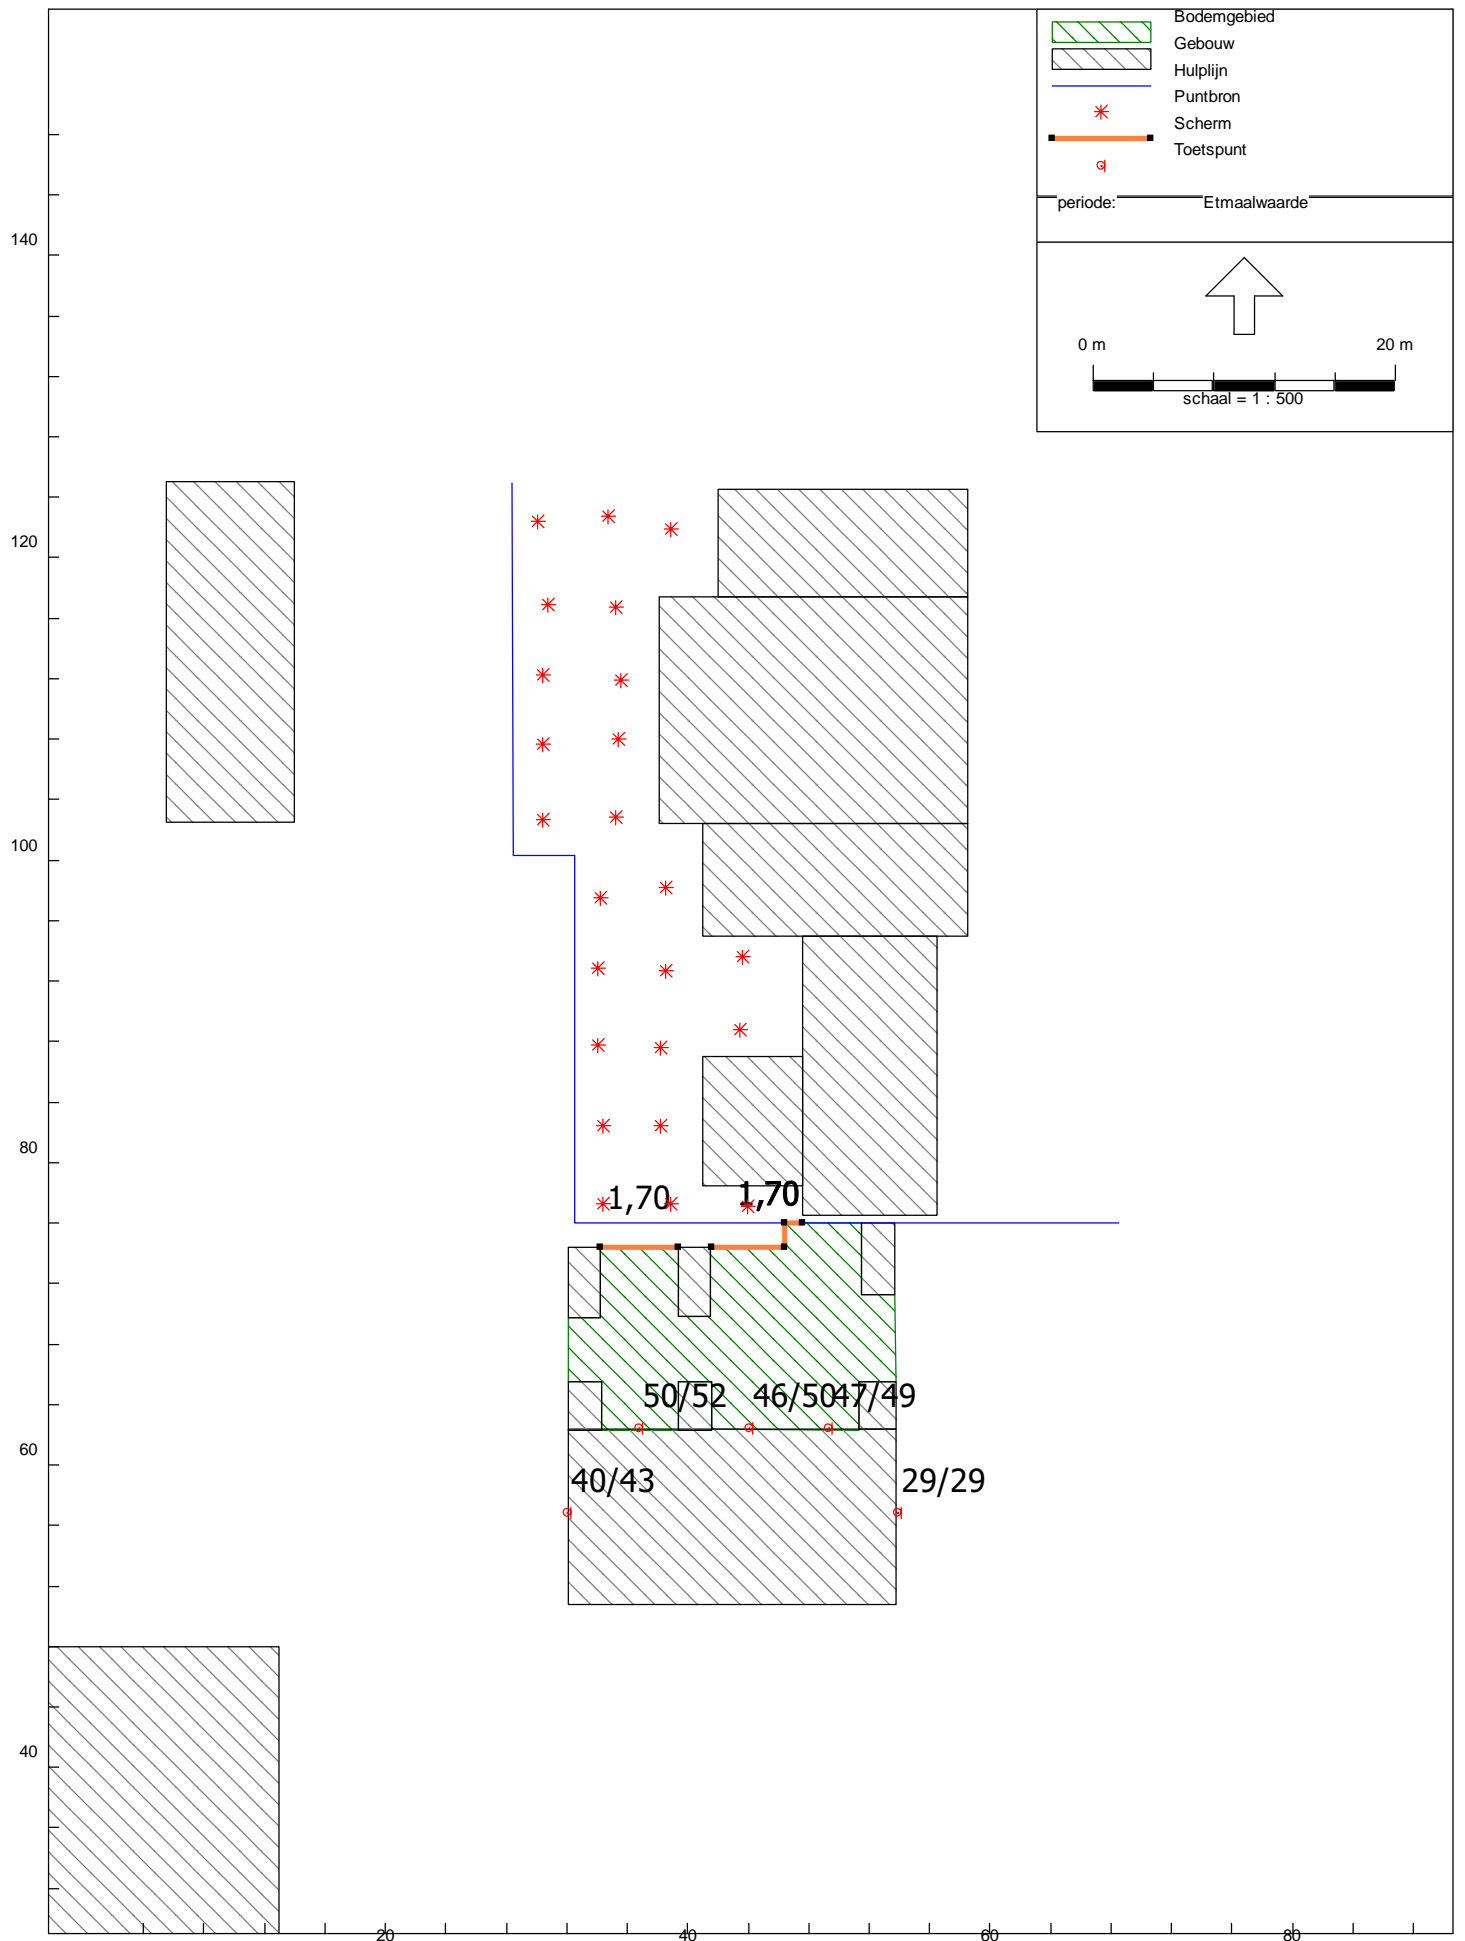 Bodemgebied
Gebouw
Hulplijn
Puntbron
Scherm
Toetspunt
periode: Etmaalwaarde
0 m 20 m
schaal = 1 : 500
140
120
100
80
1,70 1,70
50/52 46/50 47/49
60
40/43 29/29
40
20 40 60 80